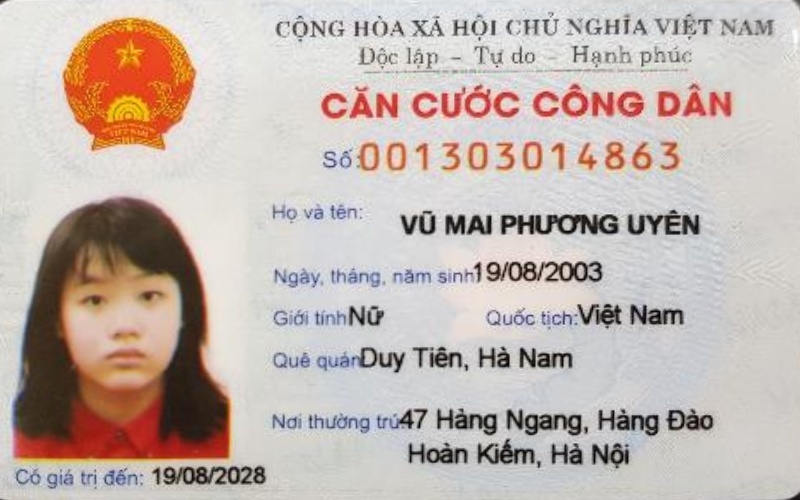 CỘNG HÒA XÃ HỘI CHỦ NGHĨA VIỆT NAM
Độc lập – Tự do – Hạnh phúc
CĂN CƯỚC CÔNG DÂN
Số: 001303014863
Họ và tên: VŨ MAI PHƯƠNG UYÊN
Ngày, tháng, năm sinh 19/08/2003
Giới tính Nữ Quốc tịch: Việt Nam
Quê quán Duy Tiên, Hà Nam
Nơi thường trú 47 Hàng Ngang, Hàng Đào
Hoàn Kiếm, Hà Nội
Có giá trị đến: 19/08/2028